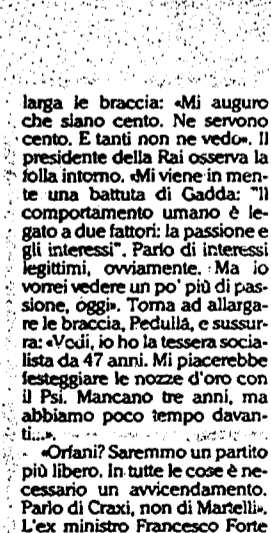 larga le braccia: «Mi auguro
che siano cento. Ne servono
cento. E tanti non ne vedo». Il
presidente della Rai osserva la
folla intorno. «Mi viene in men-
te una battuta di Gadda: "Il
comportamento umano è le-
gato a due fattori: la passione e
gli interessi". Parlo di interessi
legittimi, ovviamente. Ma io
vorrei vedere un po' più di pas-
sione, oggi». Torna ad allarga-
re le braccia, Pedullà, e sussur-
ra: «Vedi, io ho la tessera socia-
lista da 47 anni. Mi piacerebbe
festeggiare le nozze d'oro con
il Psi. Mancano tre anni, ma
abbiamo poco tempo davan-
ti...».
«Orfani? Saremmo un partito
più libero. In tutte le cose è ne-
cessario un avvicendamento.
Parlo di Craxi, non di Martelli».
L'ex ministro Francesco Forte